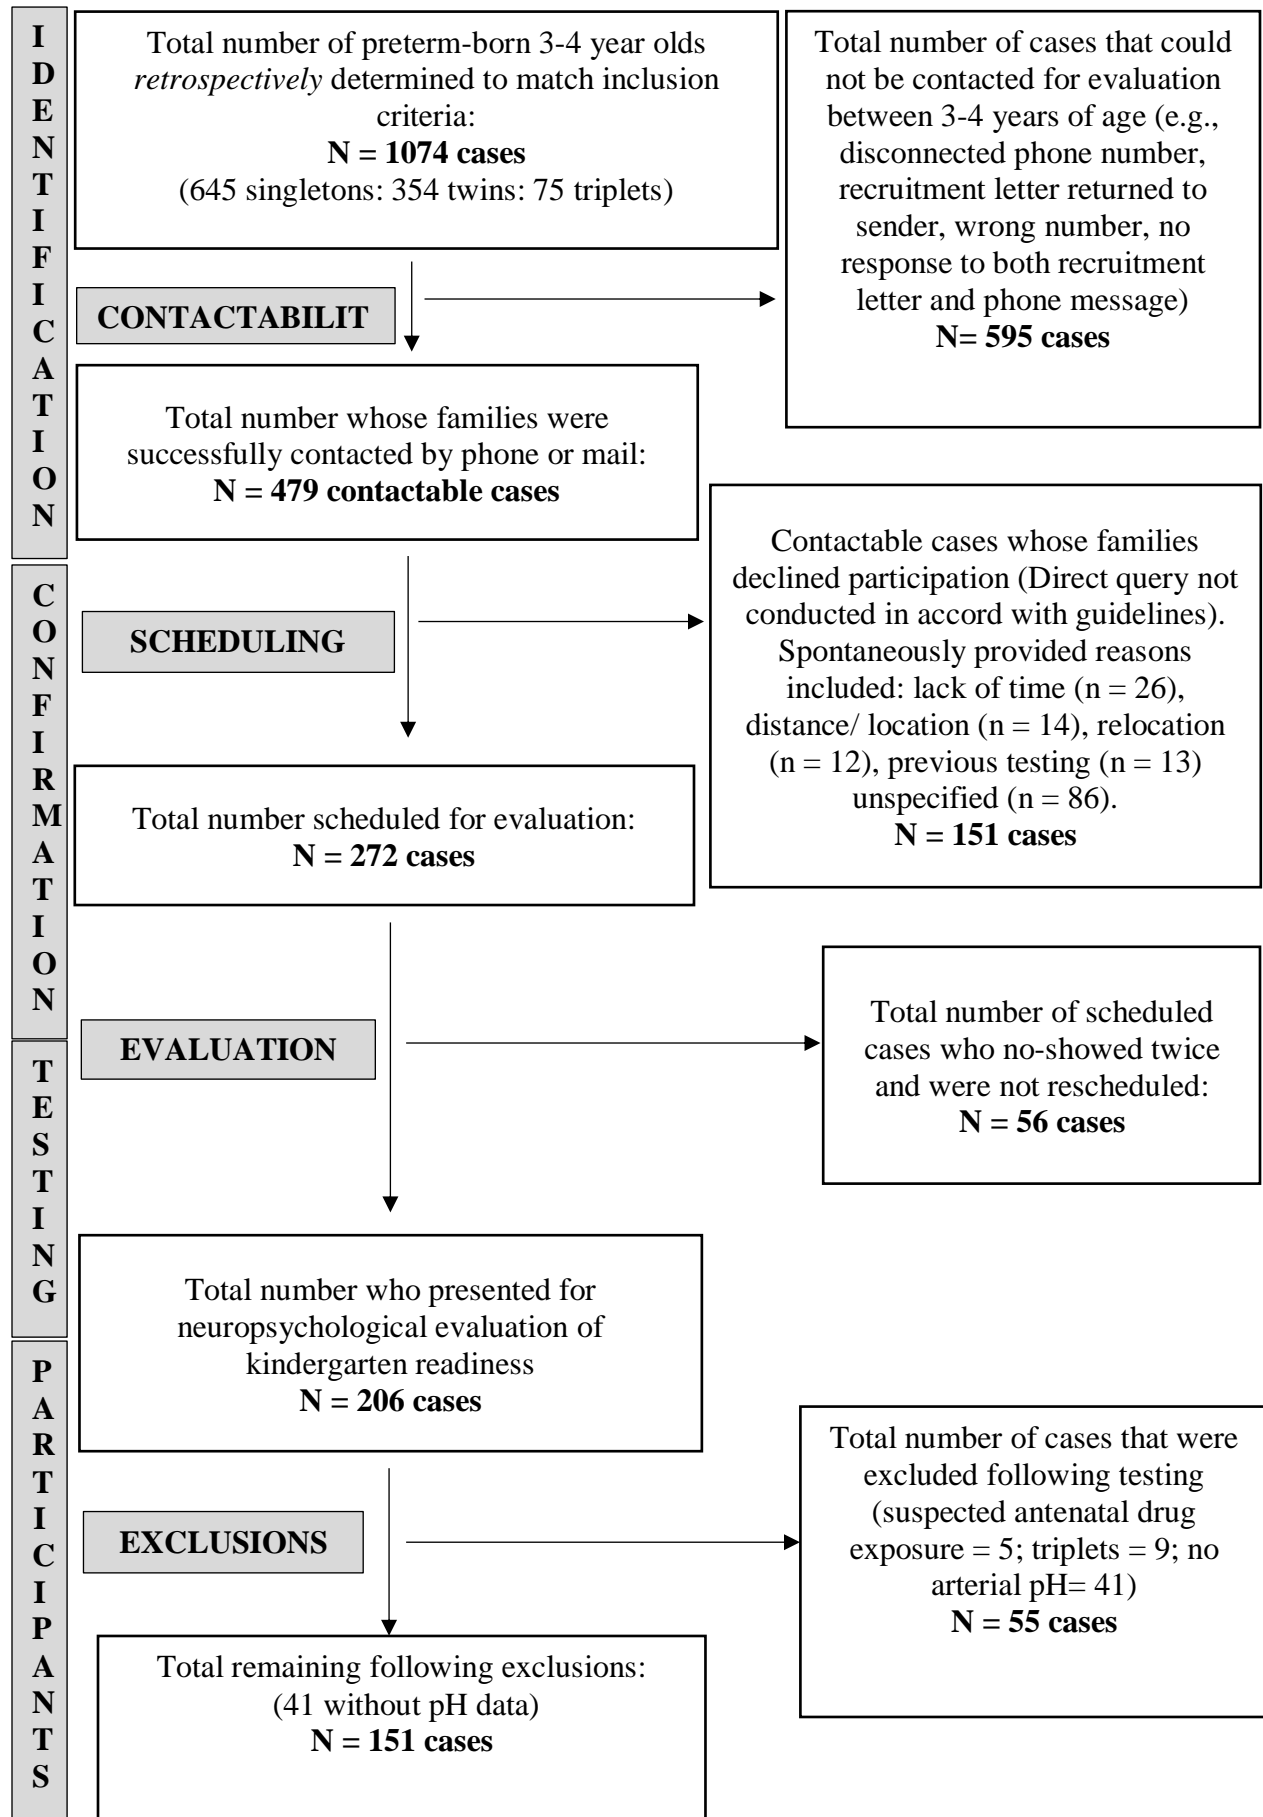 IDENTIFICATION
Total number of preterm-born 3-4 year olds
retrospectively determined to match inclusion
criteria:
N = 1074 cases
(645 singletons: 354 twins: 75 triplets)
Total number of cases that could
not be contacted for evaluation
between 3-4 years of age (e.g.,
disconnected phone number,
recruitment letter returned to
sender, wrong number, no
response to both recruitment
letter and phone message)
N= 595 cases
CONTACTABILIT
Total number whose families were
successfully contacted by phone or mail:
N = 479 contactable cases
CONFIRMATION
SCHEDULING
Contactable cases whose families
declined participation (Direct query not
conducted in accord with guidelines).
Spontaneously provided reasons
included: lack of time (n = 26),
distance/ location (n = 14), relocation
(n = 12), previous testing (n = 13)
unspecified (n = 86).
N = 151 cases
Total number scheduled for evaluation:
N = 272 cases
TESTING
EVALUATION
Total number of scheduled
cases who no-showed twice
and were not rescheduled:
N = 56 cases
Total number who presented for
neuropsychological evaluation of
kindergarten readiness
N = 206 cases
PARTICIPANTS
EXCLUSIONS
Total number of cases that were
excluded following testing
(suspected antenatal drug
exposure = 5; triplets = 9; no
arterial pH= 41)
N = 55 cases
Total remaining following exclusions:
(41 without pH data)
N = 151 cases